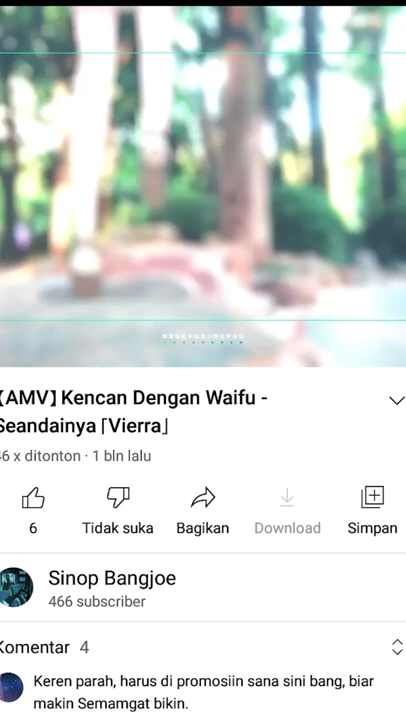 【AMV】Kencan Dengan Waifu -
Seandainya「Vierra」
46 x ditonton · 1 bln lalu
6
Tidak suka
Bagikan
Download
Simpan
Sinop Bangjoe
466 subscriber
Komentar 4
Keren parah, harus di promosiin sana sini bang, biar
makin Semamgat bikin.